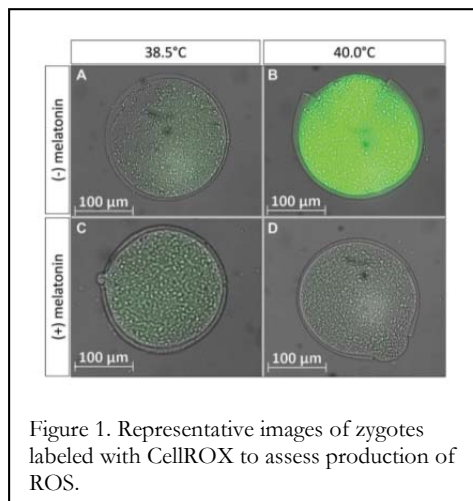 38.5°C 40.0°C
(-) melatonin
A B
100 µm 100 µm
(+) melatonin
C D
100 µm 100 µm
Figure 1. Representative images of zygotes
labeled with CellROX to assess production of
ROS.